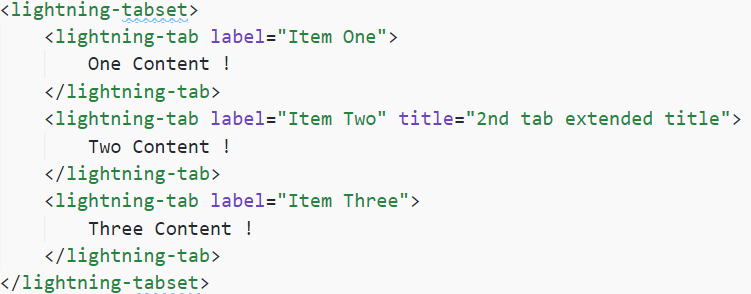 <lightning-tabset>
    <lightning-tab label="Item One">
        One Content !
    </lightning-tab>
    <lightning-tab label="Item Two" title="2nd tab extended title">
        Two Content !
    </lightning-tab>
    <lightning-tab label="Item Three">
        Three Content !
    </lightning-tab>
</lightning-tabset>